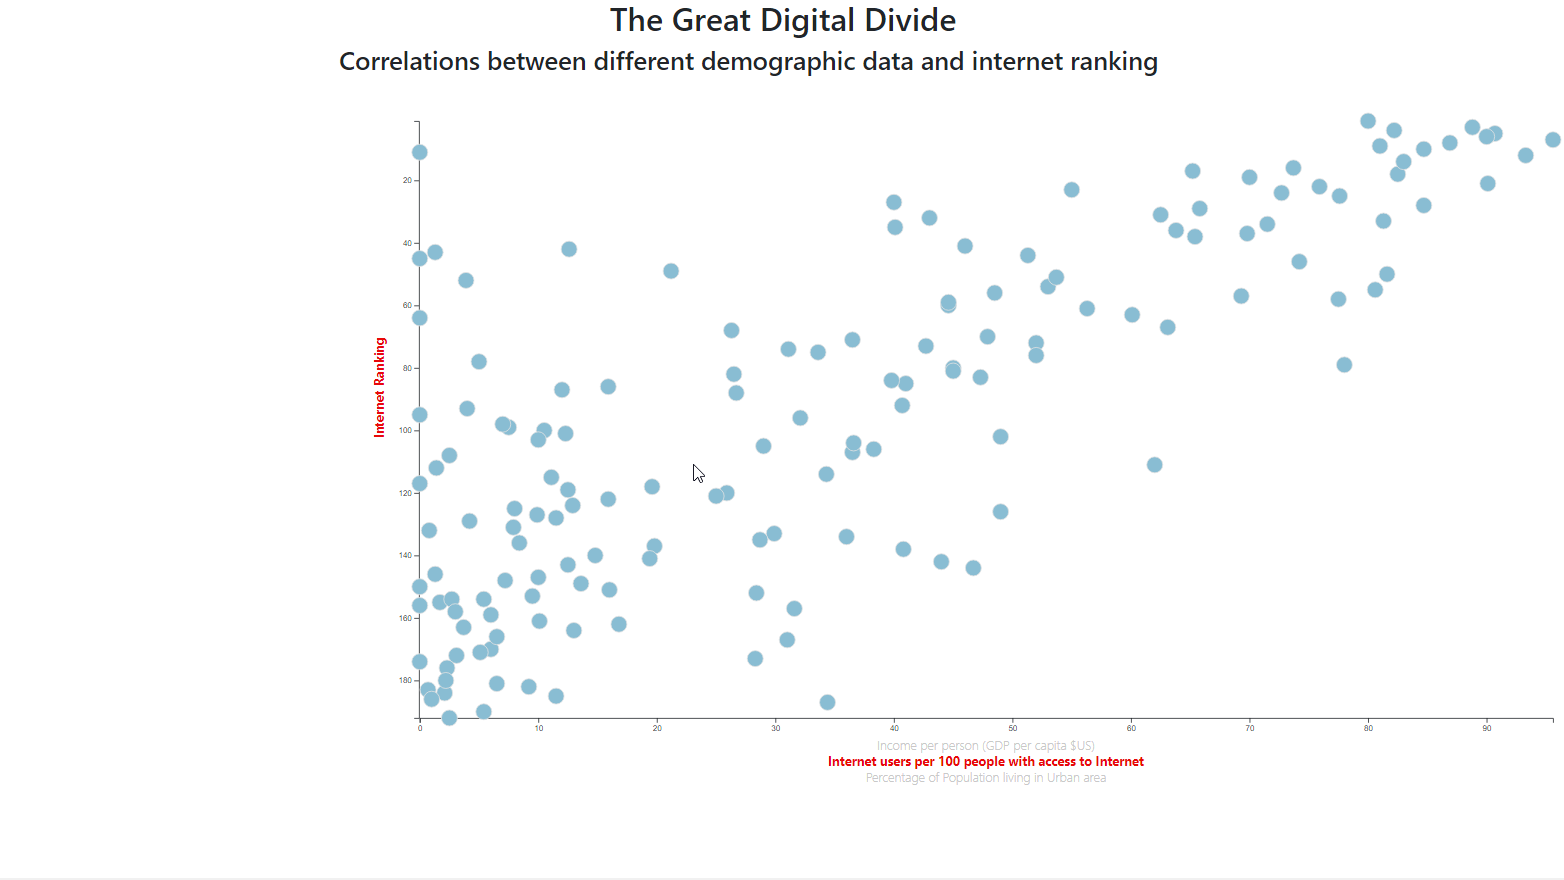 The Great Digital Divide
Correlations between different demographic data and internet ranking
Internet Ranking
20
40
60
80
100
120
140
160
180
0 10 20 30 40 50 60 70 80 90
Income per person (GDP per capita $US)
Internet users per 100 people with access to Internet
Percentage of Population living in Urban area